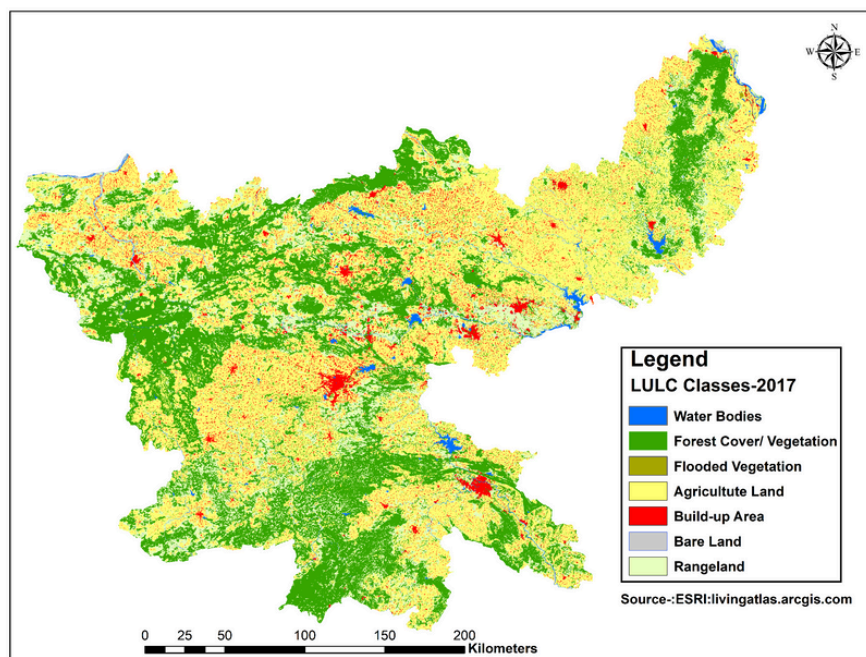 N
W E
S
Legend
LULC Classes-2017
Water Bodies
Forest Cover/ Vegetation
Flooded Vegetation
Agricultute Land
Build-up Area
Bare Land
Rangeland
Source-:ESRI:livingatlas.arcgis.com
0 25 50 100 150 200
Kilometers